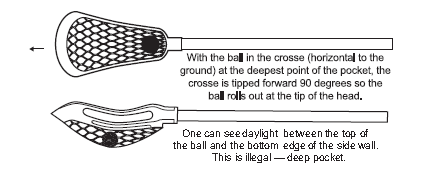 With the ball in the crosse (horizontal to the
ground) at the deepest point of the pocket, the
crosse is tipped forward 90 degrees so the
ball rolls out at the tip of the head.
One can see daylight between the top of
the ball and the bottom edge of the side wall.
This is illegal — deep pocket.